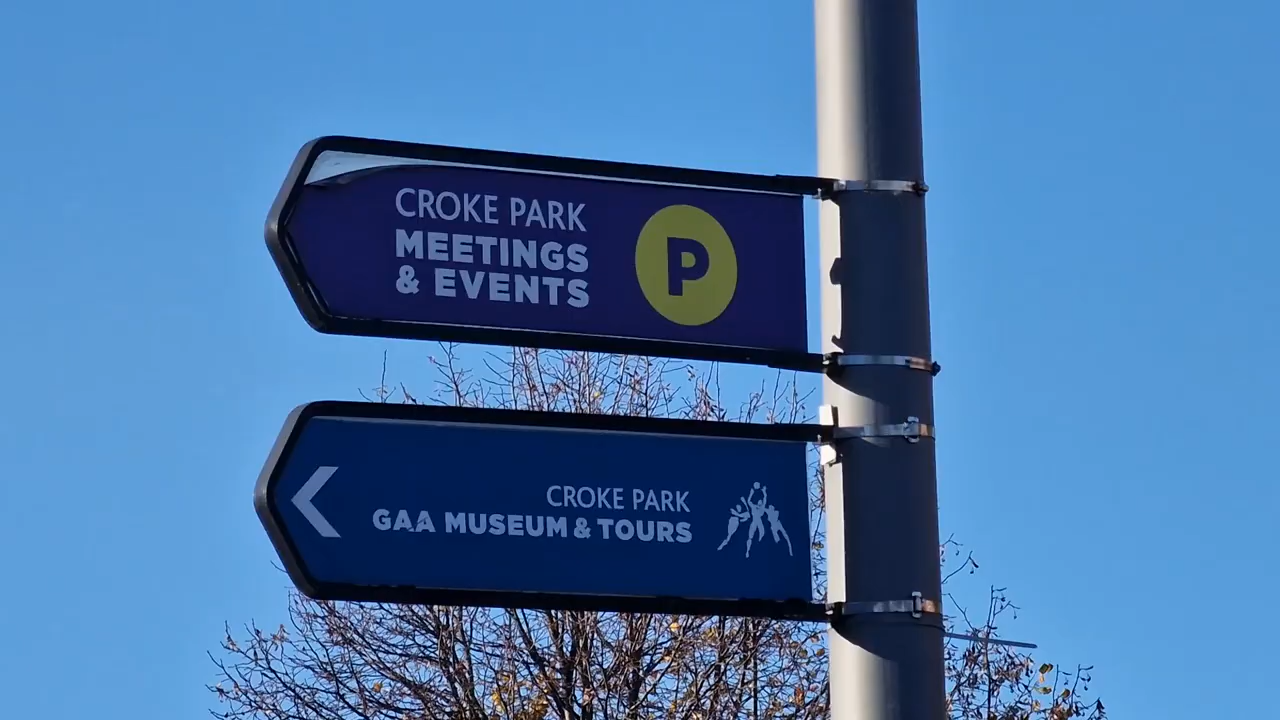 CROKE PARK
MEETINGS
& EVENTS
P
CROKE PARK
GAA MUSEUM & TOURS